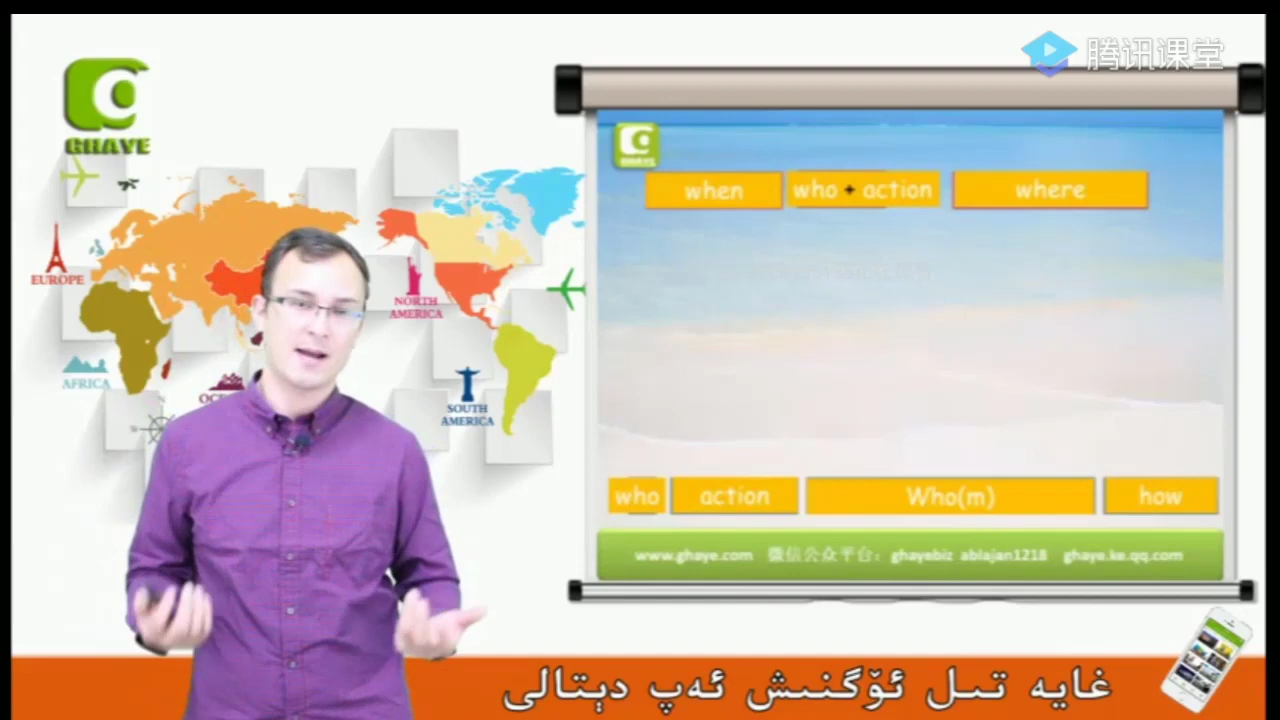 腾讯课堂
GHAYE
GHAYE
when who + action where
EUROPE
NORTH
AMERICA
AFRICA
SOUTH
AMERICA
who action Who(m) how
www.ghaye.com 微信公众平台: ghayebiz ablajan1218 ghaye.ke.qq.com
غايە تىل ئۆگىنىش ئەپ دېتالى